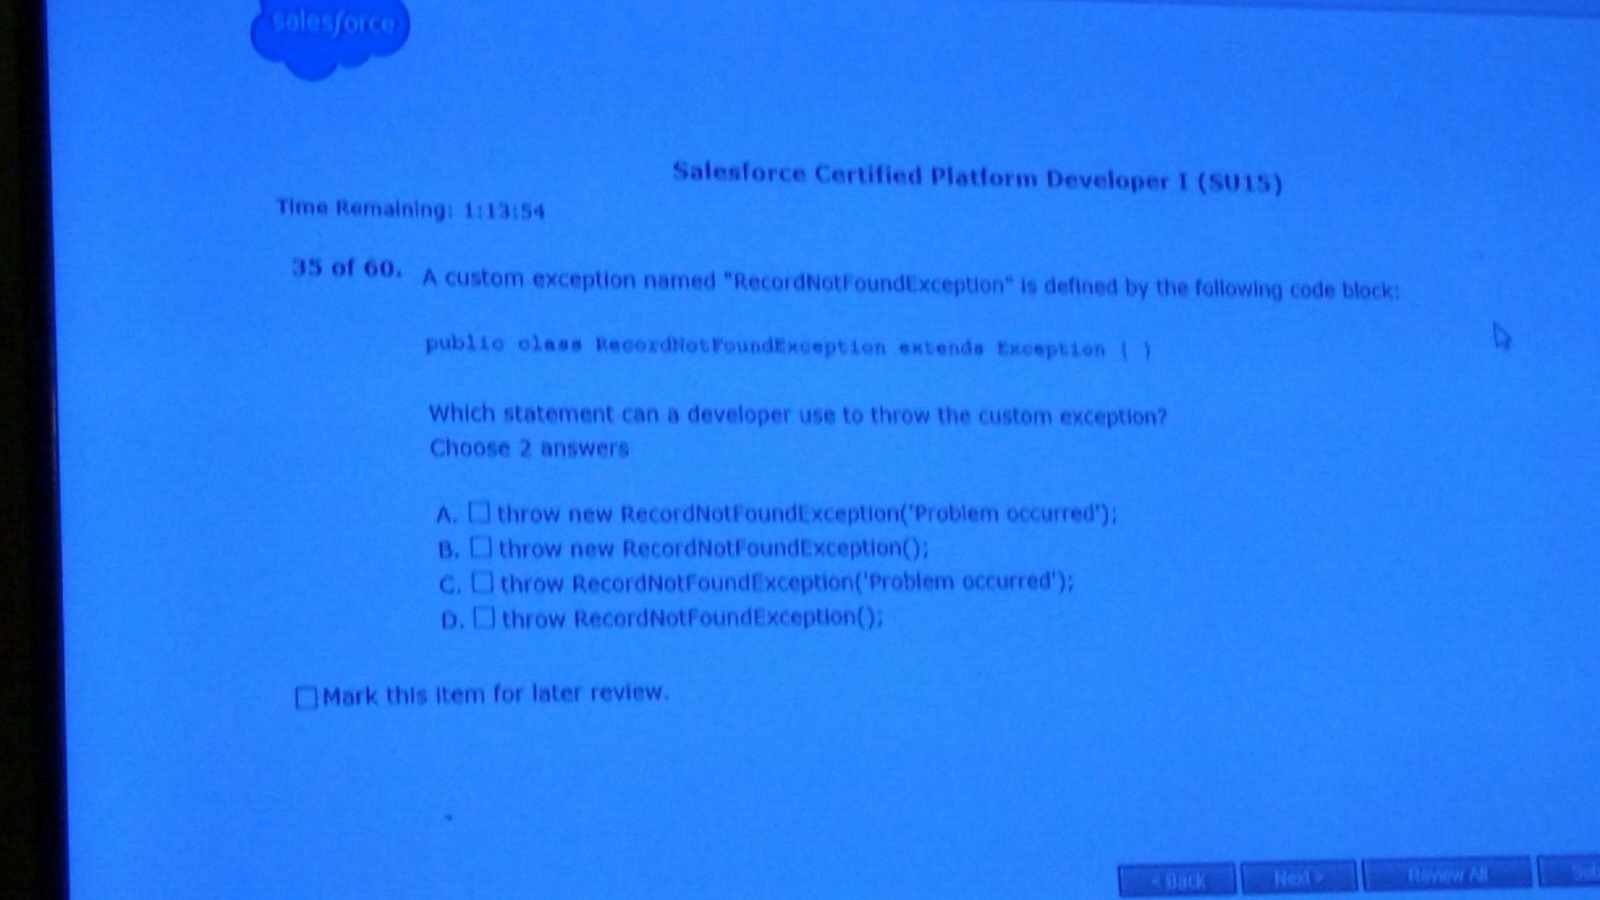 salesforce
Salesforce Certified Platform Developer I (SU15)
Time Remaining: 1:13:54
35 of 60. A custom exception named "RecordNotFoundException" is defined by the following code block:
public class RecordNotFoundException extends Exception ( )
Which statement can a developer use to throw the custom exception?
Choose 2 answers
A. throw new RecordNotFoundException('Problem occurred');
B. throw new RecordNotFoundException();
C. throw RecordNotFoundException('Problem occurred');
D. throw RecordNotFoundException();
Mark this item for later review.
< Back Next > Review All